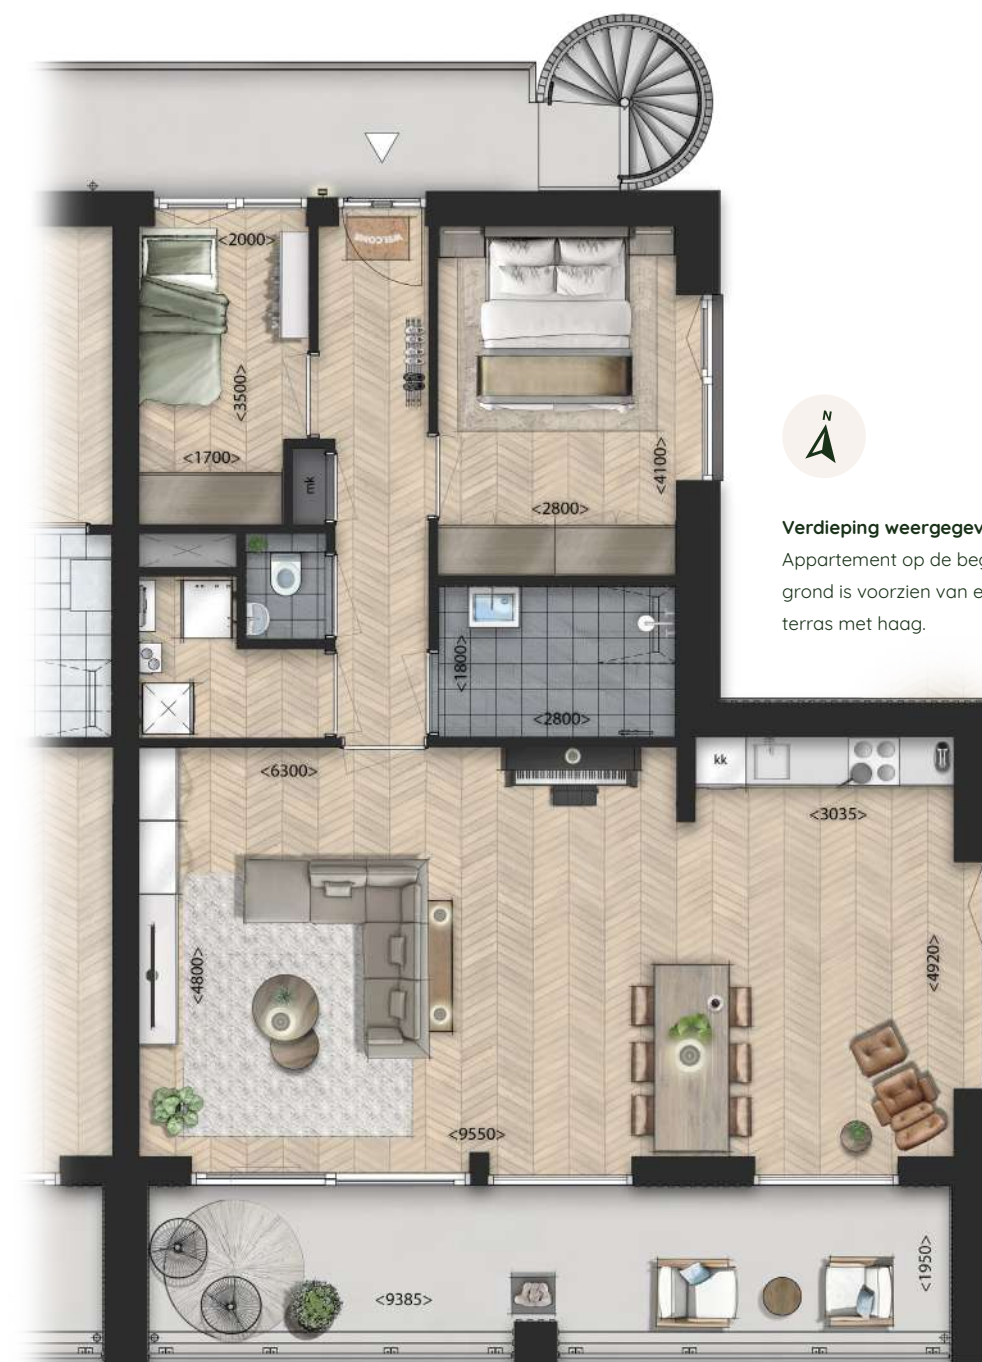 WELCOME
<2000>
<3500>
<1700>
mk
<4100>
<2800>
N
Verdieping weergegev
Appartement op de beg
grond is voorzien van e
terras met haag.
<1800>
<2800>
<6300>
kk
<3035>
<4800>
<4920>
<9550>
<9385>
<1950>